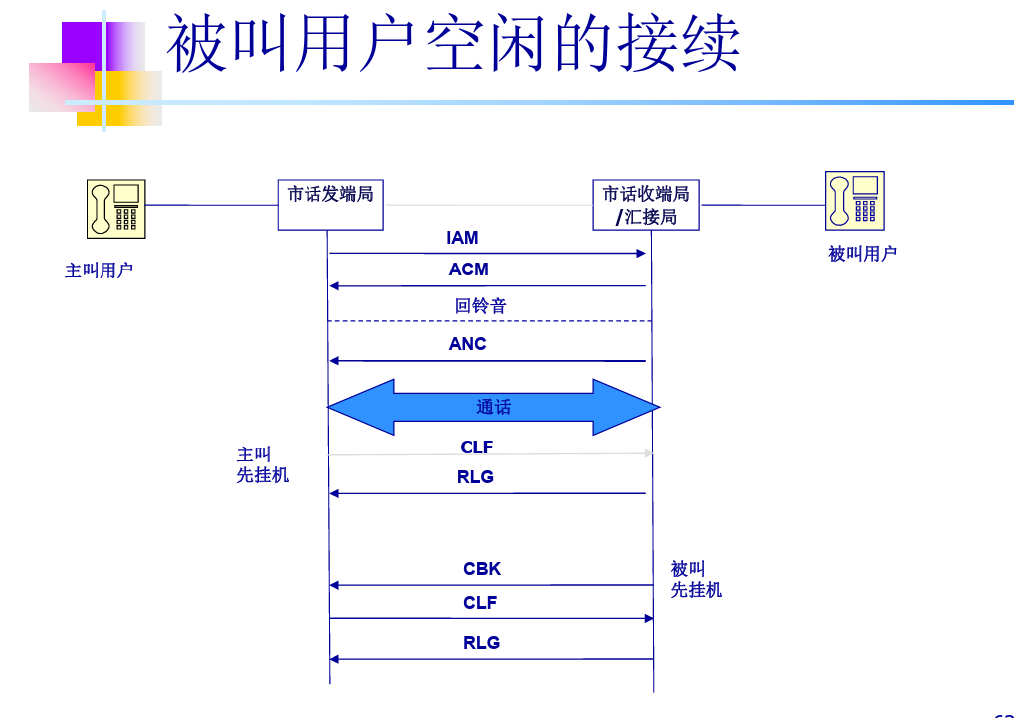 被叫用户空闲的接续
市话发端局
市话收端局
/汇接局
主叫用户
被叫用户
IAM
ACM
回铃音
ANC
通话
主叫
先挂机
CLF
RLG
CBK
被叫
先挂机
CLF
RLG